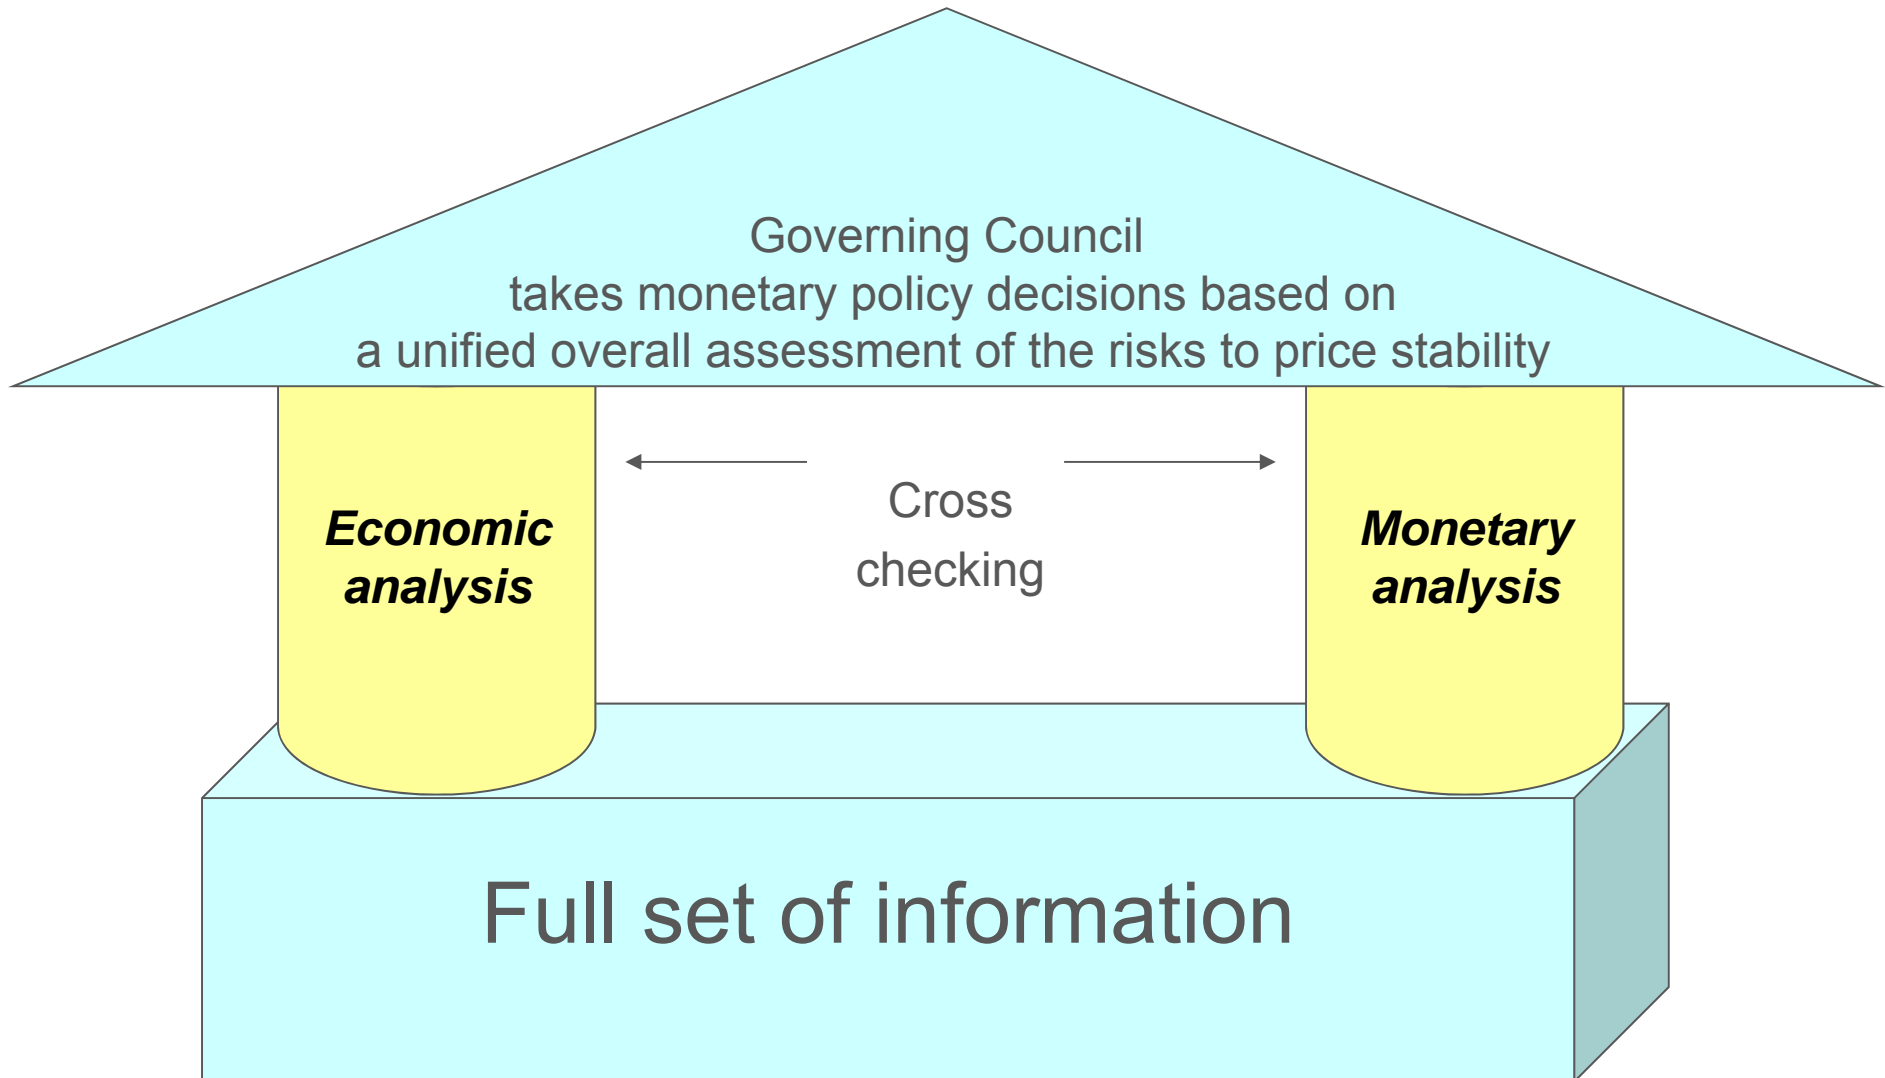 Governing Council
takes monetary policy decisions based on
a unified overall assessment of the risks to price stability
Economic
analysis
Cross
checking
Monetary
analysis
Full set of information